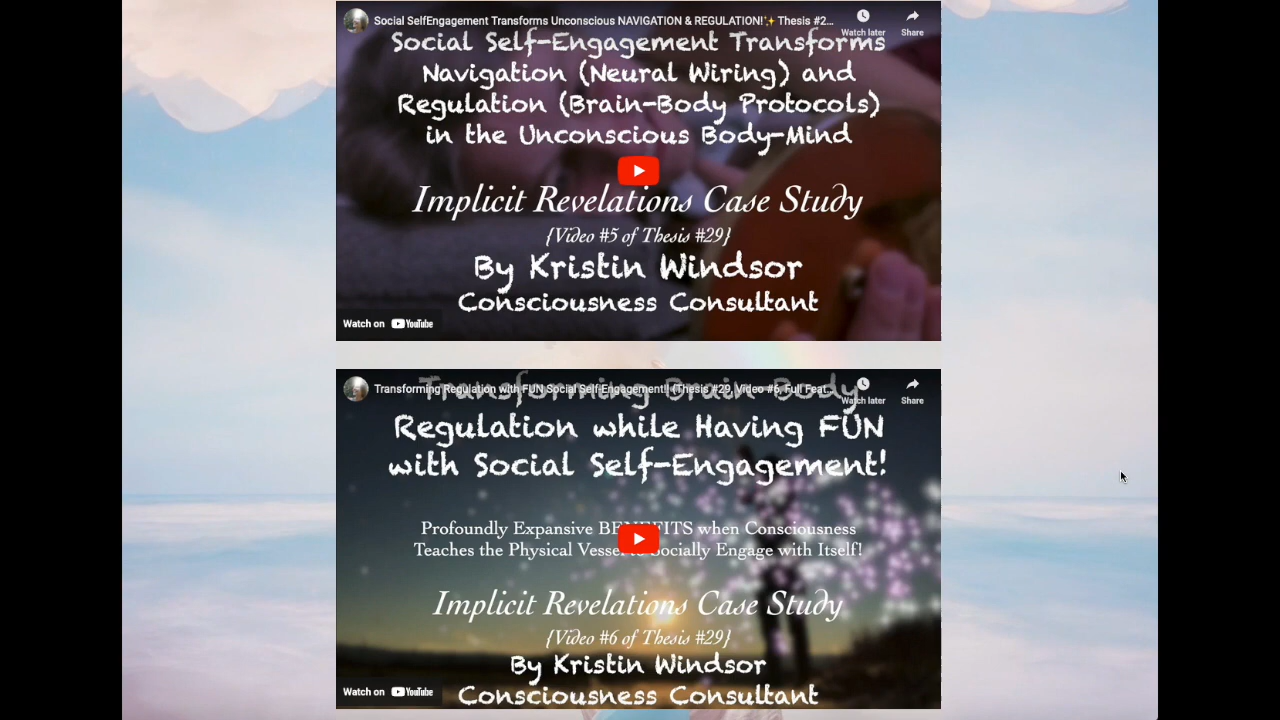 Social SelfEngagement Transforms Unconscious NAVIGATION & REGULATION!✨ Thesis #2...
Watch later
Share
Social Self-Engagement Transforms
Navigation (Neural Wiring) and
Regulation (Brain-Body Protocols)
in the Unconscious Body-Mind
Implicit Revelations Case Study
{Video #5 of Thesis #29}
By Kristin Windsor
Consciousness Consultant
Watch on YouTube
Transforming Regulation with FUN Social Self-Engagement!! (Thesis #29, Video #6, Full Feat...
Watch later
Share
Transforming Brain-Body
Regulation while Having FUN
with Social Self-Engagement!
Profoundly Expansive BENEFITS when Consciousness
Teaches the Physical Vessel to Socially Engage with Itself!
Implicit Revelations Case Study
{Video #6 of Thesis #29}
By Kristin Windsor
Consciousness Consultant
Watch on YouTube